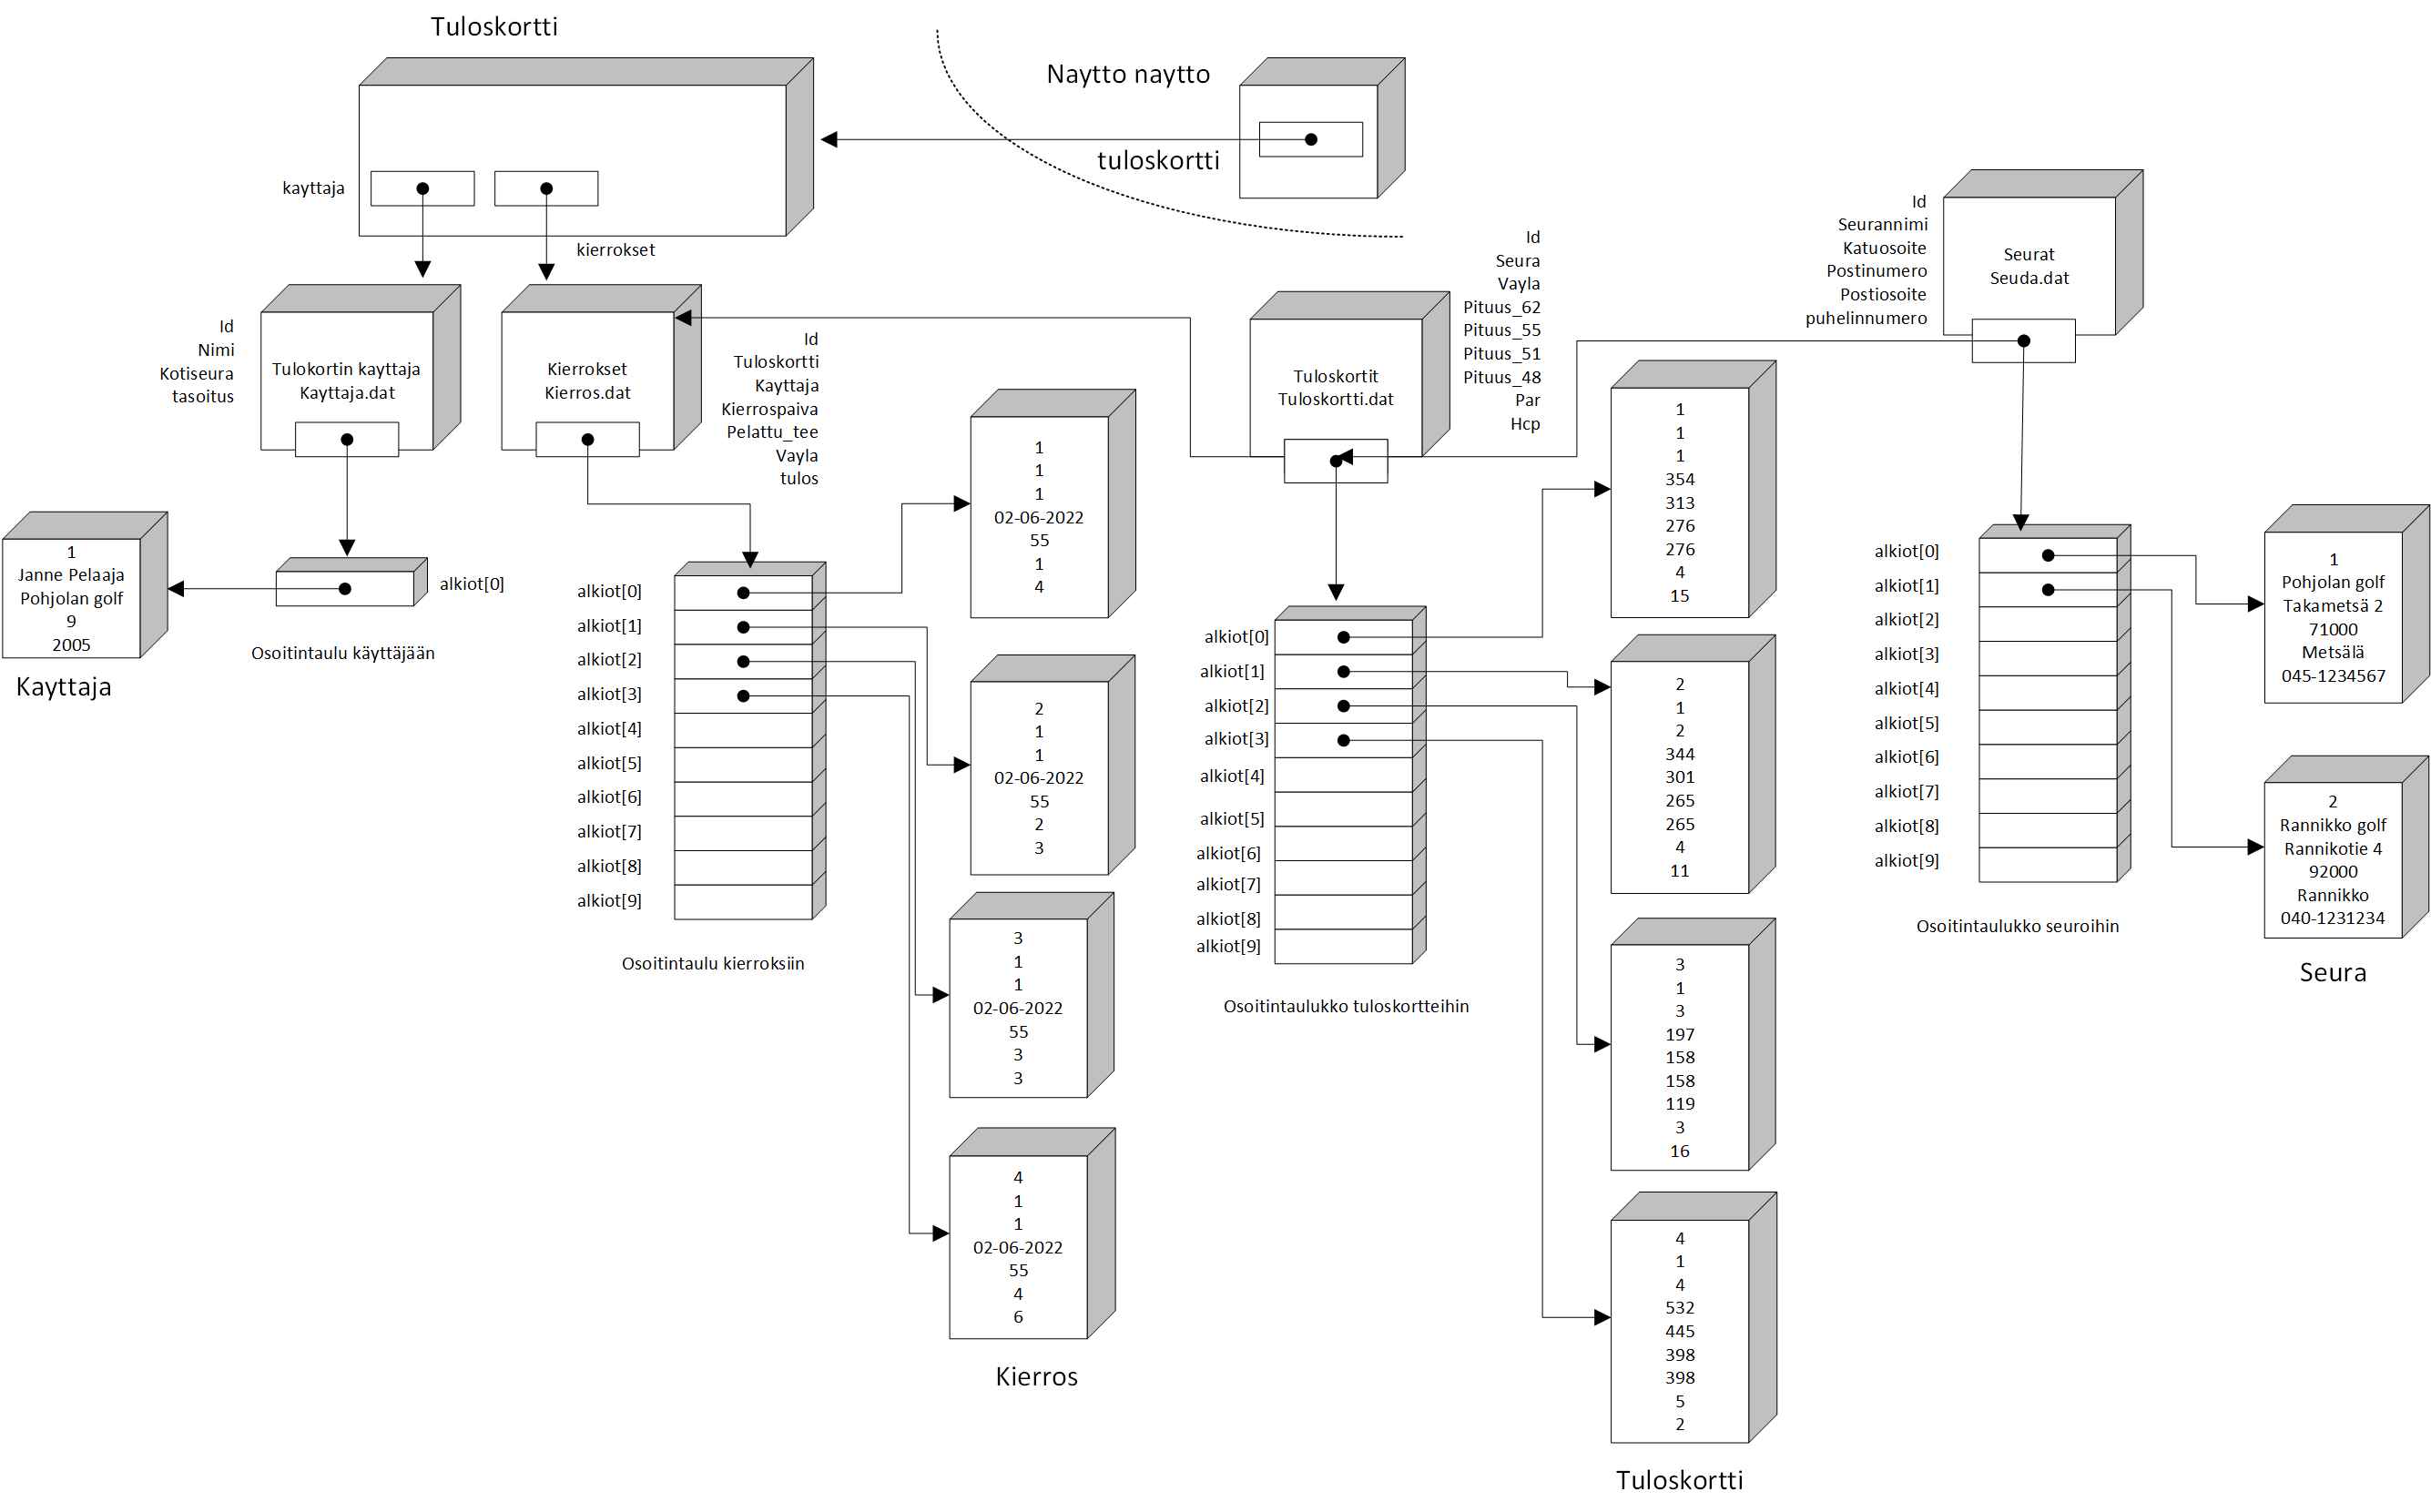 Tuloskortti
Naytto naytto
tuloskortti
kayttaja
kierrokset
Id
Nimi
Kotiseura
tasoitus
Tulokortin kayttaja
Kayttaja.dat
Kierrokset
Kierros.dat
Id
Tuloskortti
Kayttaja
Kierrospaiva
Pelattu_tee
Vayla
tulos
Tuloskortit
Tuloskortti.dat
Id
Seura
Vayla
Pituus_62
Pituus_55
Pituus_51
Pituus_48
Par
Hcp
Id
Seurannimi
Katuosoite
Postinumero
Postiosoite
puhelinnumero
Seurat
Seuda.dat
1
Janne Pelaaja
Pohjolan golf
9
2005
Kayttaja
alkiot[0]
Osoitintaulu käyttäjään
alkiot[0]
alkiot[1]
alkiot[2]
alkiot[3]
alkiot[4]
alkiot[5]
alkiot[6]
alkiot[7]
alkiot[8]
alkiot[9]
Osoitintaulu kierroksiin
1
1
1
02-06-2022
55
1
4
2
1
1
02-06-2022
55
2
3
3
1
1
02-06-2022
55
3
3
4
1
1
02-06-2022
55
4
6
Kierros
alkiot[0]
alkiot[1]
alkiot[2]
alkiot[3]
alkiot[4]
alkiot[5]
alkiot[6]
alkiot[7]
alkiot[8]
alkiot[9]
Osoitintaulukko tuloskortteihin
1
1
1
354
313
276
276
4
15
2
1
2
344
301
265
265
4
11
3
1
3
197
158
158
119
3
16
4
1
4
532
445
398
398
5
2
Tuloskortti
alkiot[0]
alkiot[1]
alkiot[2]
alkiot[3]
alkiot[4]
alkiot[5]
alkiot[6]
alkiot[7]
alkiot[8]
alkiot[9]
Osoitintaulukko seuroihin
1
Pohjolan golf
Takametsä 2
71000
Metsälä
045-1234567
2
Rannikko golf
Rannikotie 4
92000
Rannikko
040-1231234
Seura